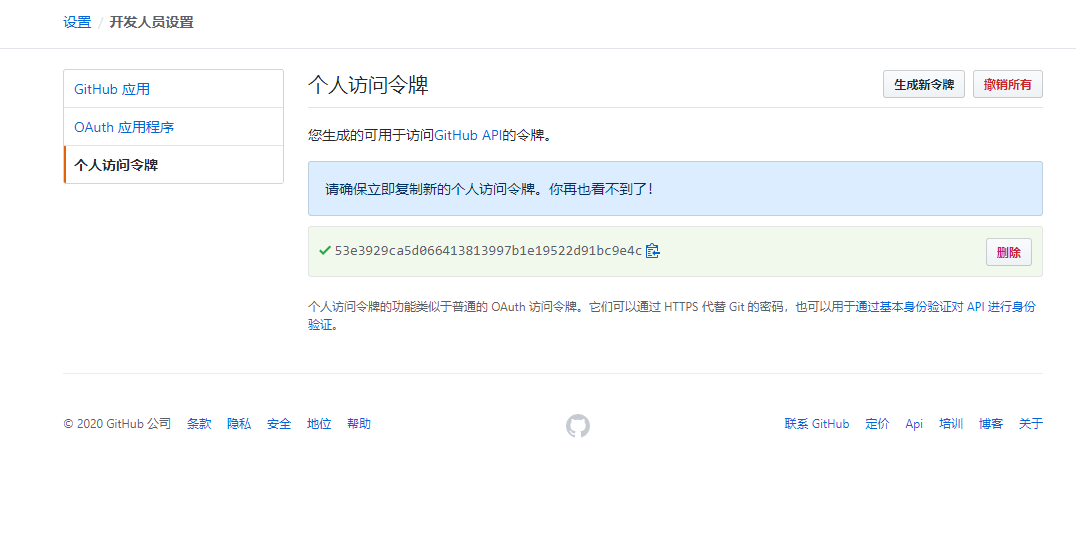 设置 / 开发人员设置
GitHub 应用
OAuth 应用程序
个人访问令牌
个人访问令牌
生成新令牌
撤销所有
您生成的可用于访问GitHub API的令牌。
请确保立即复制新的个人访问令牌。你再也看不到了!
53e3929ca5d066413813997b1e19522d91bc9e4c
删除
个人访问令牌的功能类似于普通的 OAuth 访问令牌。它们可以通过 HTTPS 代替 Git 的密码，也可以用于通过基本身份验证对 API 进行身份
验证。
© 2020 GitHub 公司 条款 隐私 安全 地位 帮助
联系 GitHub 定价 Api 培训 博客 关于